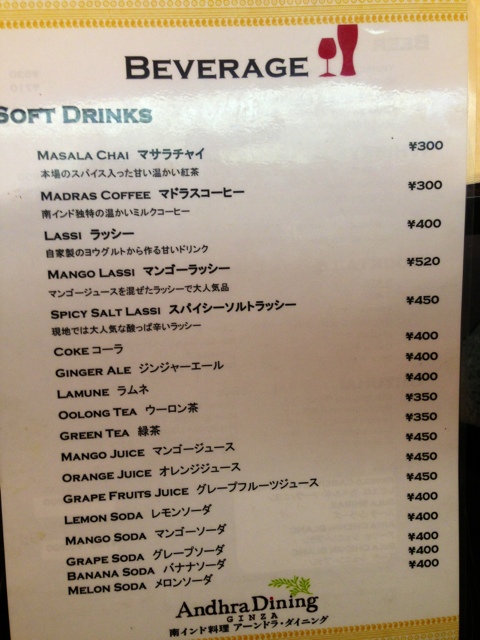 BEVERAGE
SOFT DRINKS
MASALA CHAI マサラチャイ ¥300
本場のスパイス入った甘い温かい紅茶
MADRAS COFFEE マドラスコーヒー ¥300
南インド独特の温かいミルクコーヒー
LASSI ラッシー ¥400
自家製のヨウグルトから作る甘いドリンク
MANGO LASSI マンゴーラッシー ¥520
マンゴージュースを混ぜたラッシーで大人気品
SPICY SALT LASSI スパイシーソルトラッシー ¥450
現地では大人気な酸っぱ辛いラッシー
COKE コーラ ¥400
GINGER ALE ジンジャーエール ¥400
LAMUNE ラムネ ¥400
OOLONG TEA ウーロン茶 ¥350
GREEN TEA 緑茶 ¥350
MANGO JUICE マンゴージュース ¥450
ORANGE JUICE オレンジジュース ¥450
GRAPE FRUITS JUICE グレープフルーツジュース ¥450
LEMON SODA レモンソーダ ¥400
MANGO SODA マンゴーソーダ ¥400
GRAPE SODA グレープソーダ ¥400
BANANA SODA バナナソーダ ¥400
MELON SODA メロンソーダ ¥400
Andhra Dining
GINZA
南インド料理 アーンドラ・ダイニング